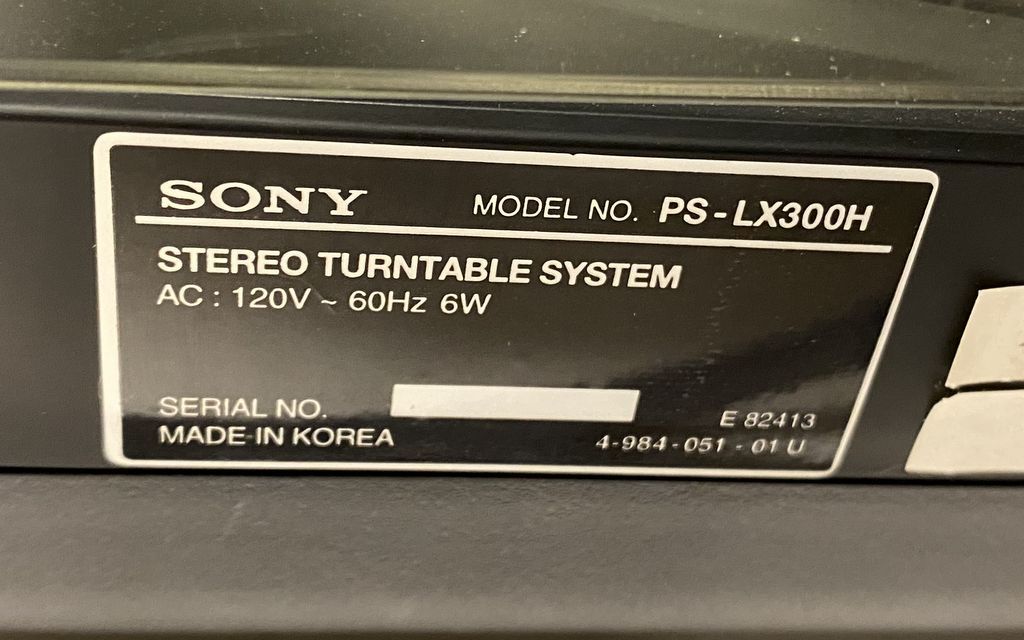 SONY MODEL NO. PS-LX300H
STEREO TURNTABLE SYSTEM
AC : 120V ~ 60Hz 6W
SERIAL NO.
E 82413
MADE IN KOREA
4-984-051-01 U